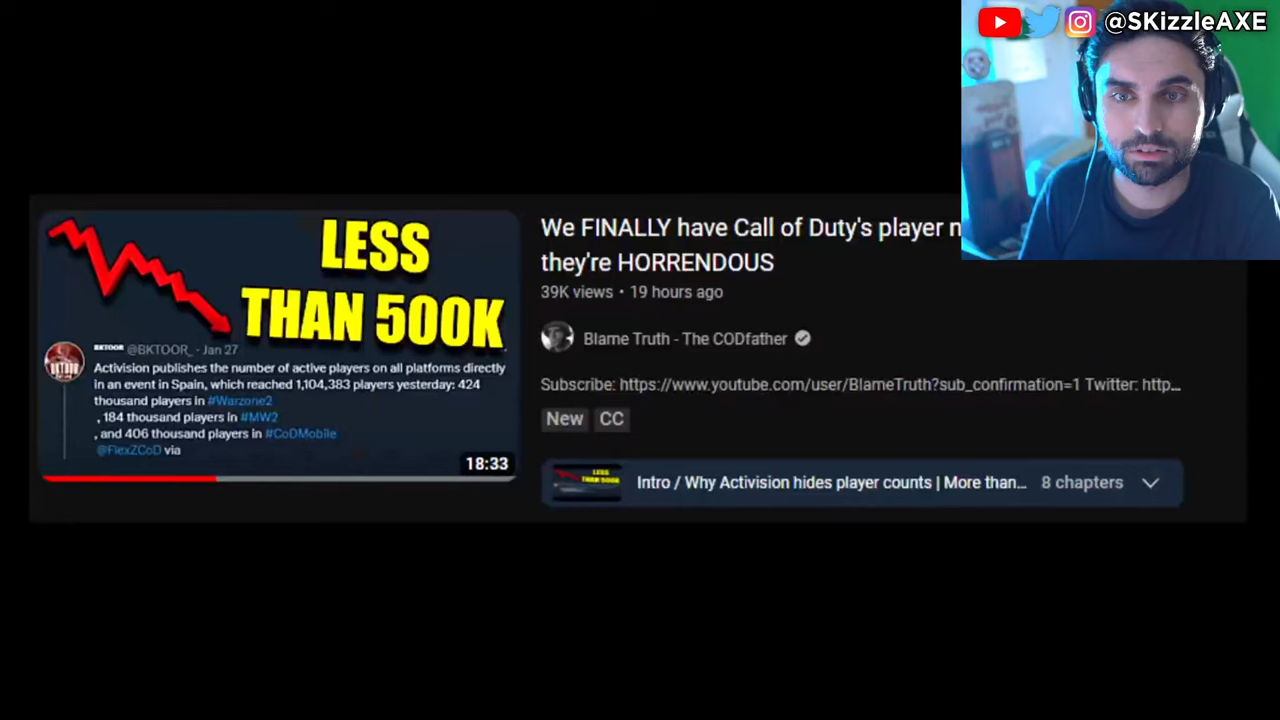 @SKizzleAXE
LESS
THAN 500K
BKTOOR @BKTOOR_ · Jan 27
Activision publishes the number of active players on all platforms directly
in an event in Spain, which reached 1,104,383 players yesterday: 424
thousand players in #Warzone2
, 184 thousand players in #MW2
, and 406 thousand players in #CoDMobile
@FlexZCoD via
18:33
We FINALLY have Call of Duty's player
they're HORRENDOUS
39K views • 19 hours ago
Blame Truth - The CODfather
Subscribe: https://www.youtube.com/user/BlameTruth?sub_confirmation=1 Twitter: http...
New CC
LESS
THAN 500K
Intro / Why Activision hides player counts | More than... 8 chapters